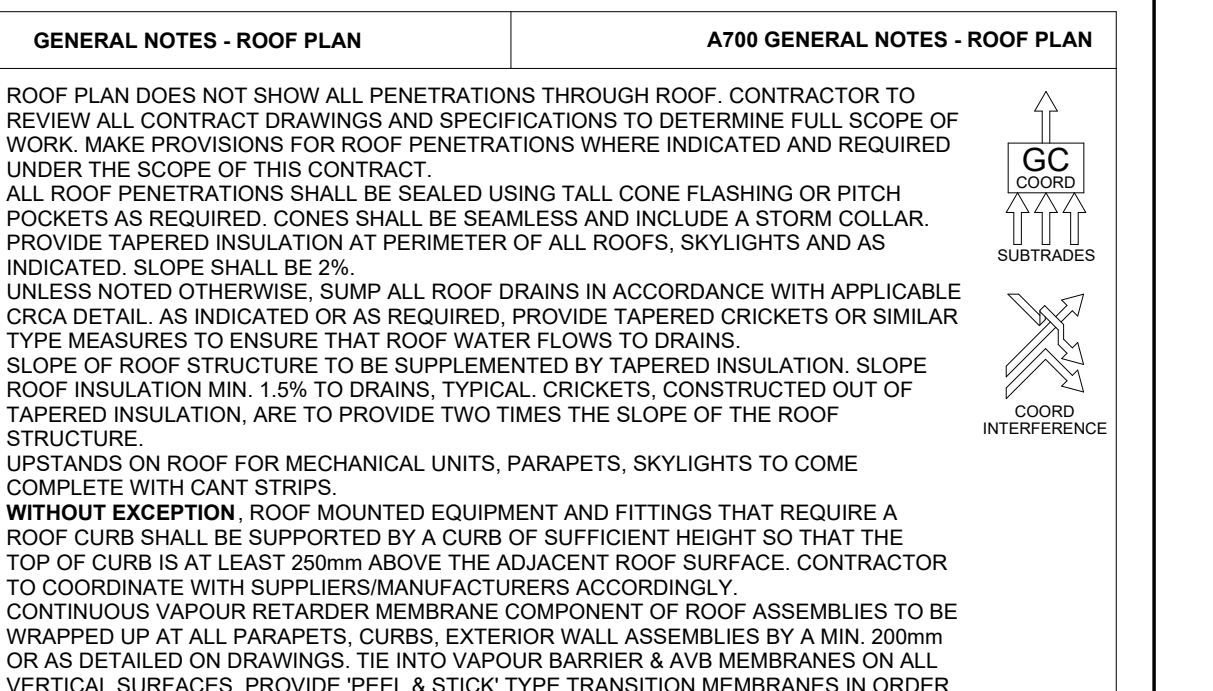 GENERAL NOTES - ROOF PLAN
A700 GENERAL NOTES - ROOF PLAN
ROOF PLAN DOES NOT SHOW ALL PENETRATIONS THROUGH ROOF. CONTRACTOR TO
REVIEW ALL CONTRACT DRAWINGS AND SPECIFICATIONS TO DETERMINE FULL SCOPE OF
WORK. MAKE PROVISIONS FOR ROOF PENETRATIONS WHERE INDICATED AND REQUIRED
UNDER THE SCOPE OF THIS CONTRACT.
ALL ROOF PENETRATIONS SHALL BE SEALED USING TALL CONE FLASHING OR PITCH
POCKETS AS REQUIRED. CONES SHALL BE SEAMLESS AND INCLUDE A STORM COLLAR.
PROVIDE TAPERED INSULATION AT PERIMETER OF ALL ROOFS, SKYLIGHTS AND AS
INDICATED. SLOPE SHALL BE 2%.
UNLESS NOTED OTHERWISE, SUMP ALL ROOF DRAINS IN ACCORDANCE WITH APPLICABLE
CRCA DETAIL. AS INDICATED OR AS REQUIRED, PROVIDE TAPERED CRICKETS OR SIMILAR
TYPE MEASURES TO ENSURE THAT ROOF WATER FLOWS TO DRAINS.
SLOPE OF ROOF STRUCTURE TO BE SUPPLEMENTED BY TAPERED INSULATION. SLOPE
ROOF INSULATION MIN. 1.5% TO DRAINS, TYPICAL. CRICKETS, CONSTRUCTED OUT OF
TAPERED INSULATION, ARE TO PROVIDE TWO TIMES THE SLOPE OF THE ROOF
STRUCTURE.
UPSTANDS ON ROOF FOR MECHANICAL UNITS, PARAPETS, SKYLIGHTS TO COME
COMPLETE WITH CANT STRIPS.
WITHOUT EXCEPTION, ROOF MOUNTED EQUIPMENT AND FITTINGS THAT REQUIRE A
ROOF CURB SHALL BE SUPPORTED BY A CURB OF SUFFICIENT HEIGHT SO THAT THE
TOP OF CURB IS AT LEAST 250mm ABOVE THE ADJACENT ROOF SURFACE. CONTRACTOR
TO COORDINATE WITH SUPPLIERS/MANUFACTURERS ACCORDINGLY.
CONTINUOUS VAPOUR RETARDER MEMBRANE COMPONENT OF ROOF ASSEMBLIES TO BE
WRAPPED UP AT ALL PARAPETS, CURBS, EXTERIOR WALL ASSEMBLIES BY A MIN. 200mm
OR AS DETAILED ON DRAWINGS. TIE INTO VAPOUR BARRIER & AVB MEMBRANES ON ALL
VERTICAL SURFACES. PROVIDE 'PEEL & STICK' TYPE TRANSITION MEMBRANES IN ORDER
GC
COORD
SUBTRADES
COORD
INTERFERENCE